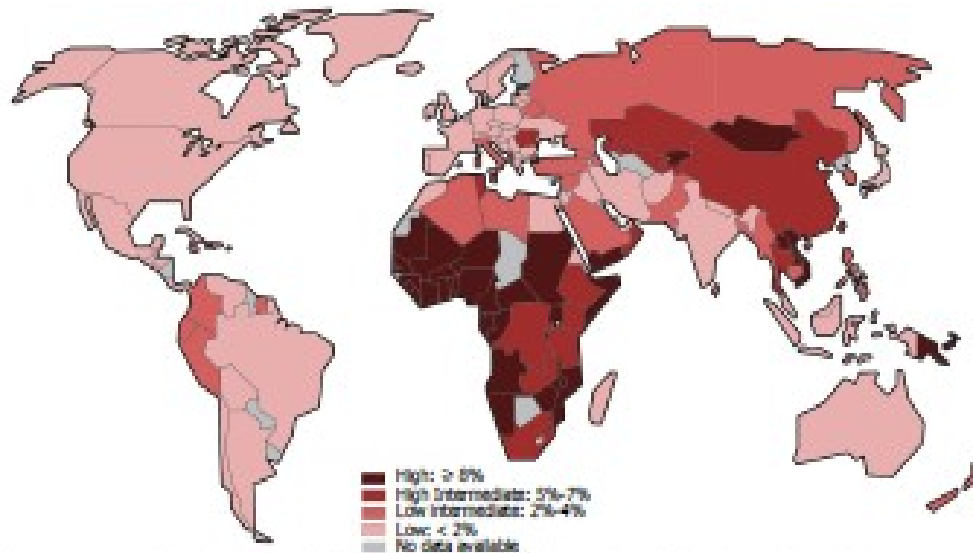 High: ≥ 8%
High Intermediate: 5%-7%
Low Intermediate: 2%-4%
Low: < 2%
No data available